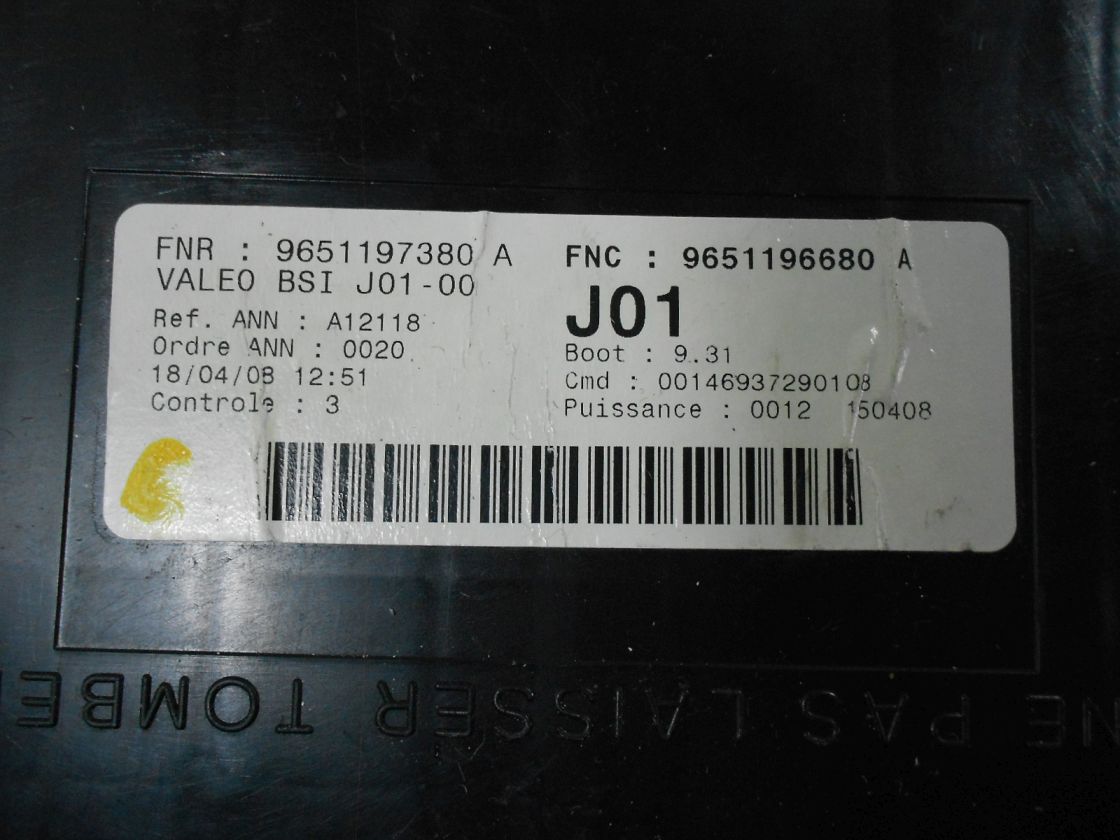 FNR : 9651197380 A
VALEO BSI J01-00
Ref. ANN : A12118
Ordre ANN : 0020
18/04/08 12:51
Controle : 3
FNC : 9651196680 A
J01
Boot : 9.31
Cmd : 00146937290108
Puissance : 0012 150408
NE PAS LAISSER TOMBE